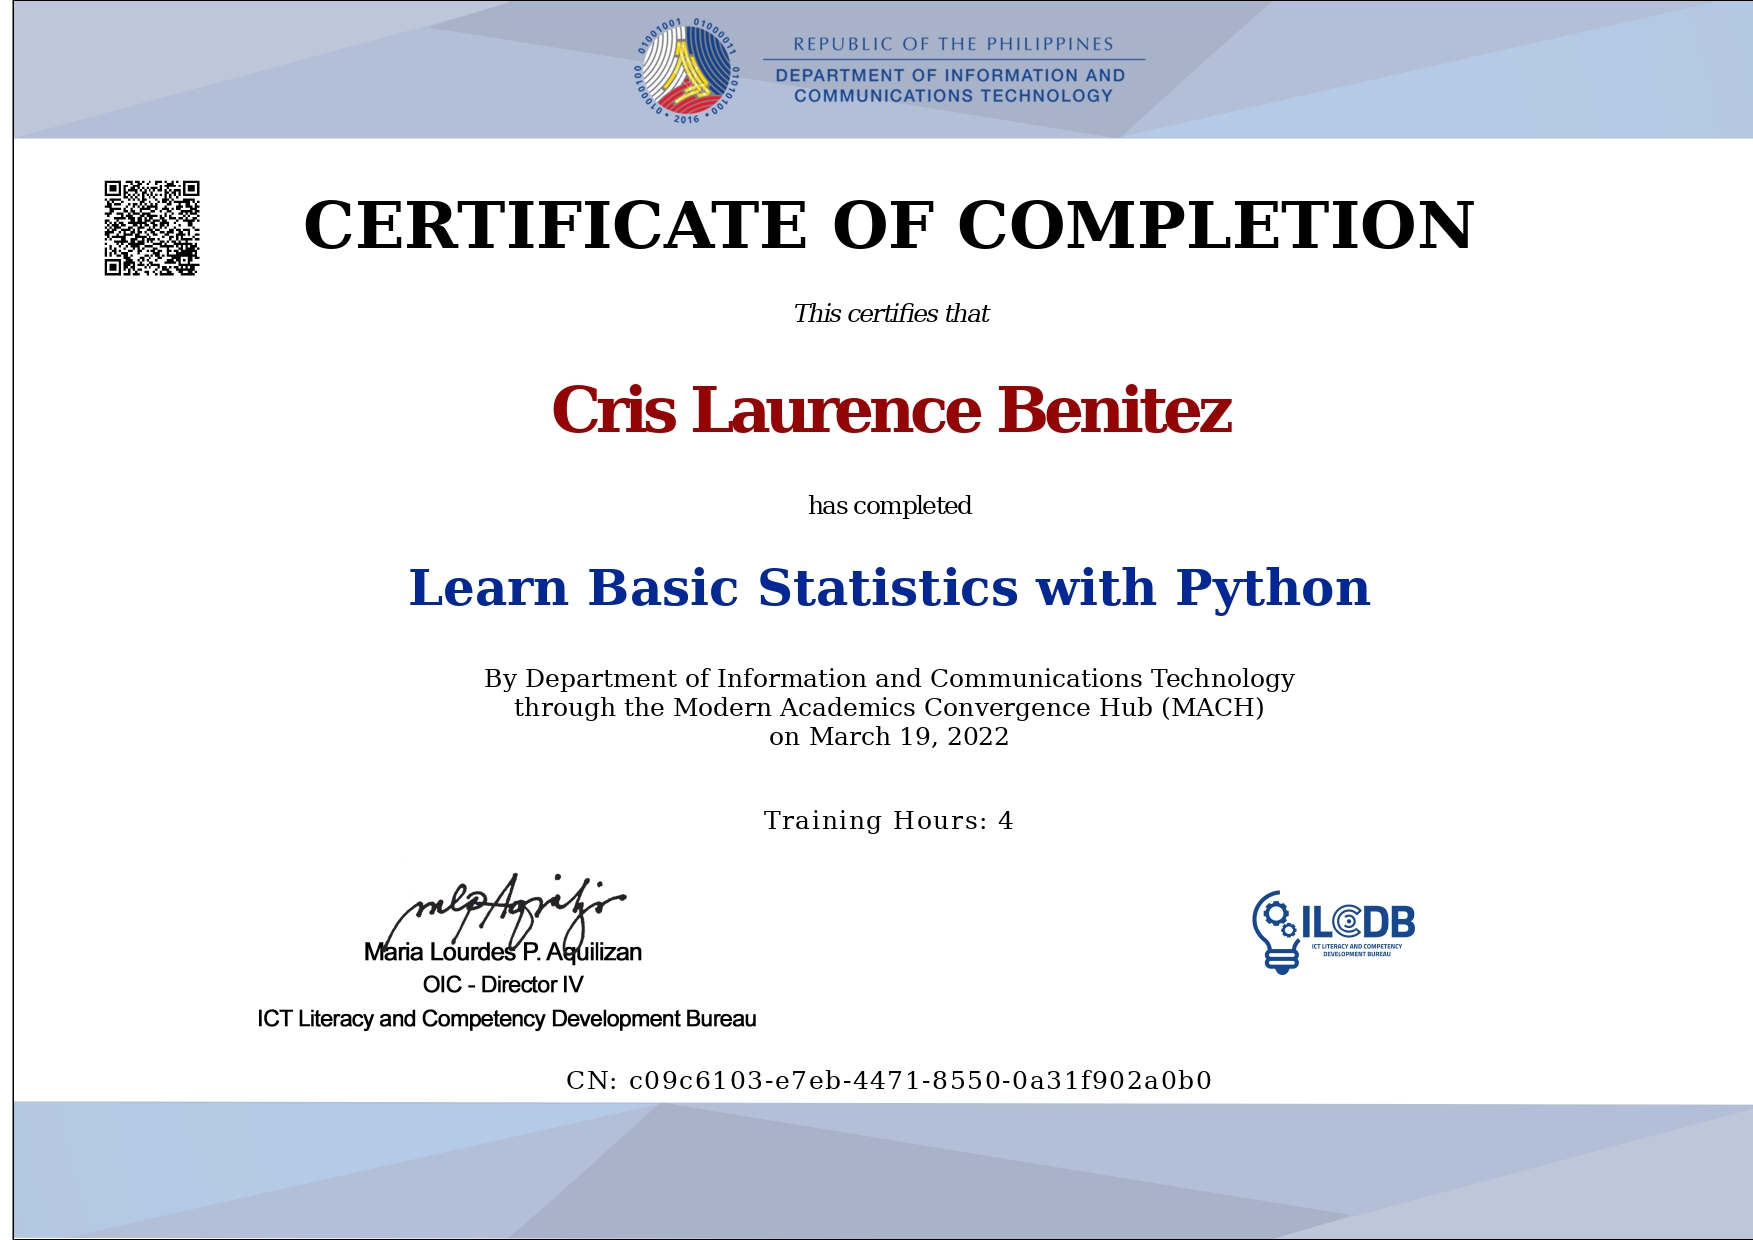 01001001 01000011 01010100 01000100 • 2016 •
REPUBLIC OF THE PHILIPPINES
DEPARTMENT OF INFORMATION AND
COMMUNICATIONS TECHNOLOGY
CERTIFICATE OF COMPLETION
This certifies that
Cris Laurence Benitez
has completed
Learn Basic Statistics with Python
By Department of Information and Communications Technology
through the Modern Academics Convergence Hub (MACH)
on March 19, 2022
Training Hours: 4
Maria Lourdes P. Aquilizan
OIC - Director IV
ICT Literacy and Competency Development Bureau
ILCDB
ICT LITERACY AND COMPETENCY
DEVELOPMENT BUREAU
CN: c09c6103-e7eb-4471-8550-0a31f902a0b0